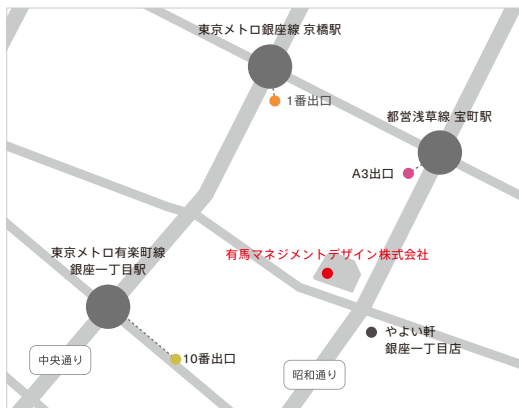 東京メトロ銀座線 京橋駅
1番出口
都営浅草線 宝町駅
A3出口
東京メトロ有楽町線
銀座一丁目駅
有馬マネジメントデザイン株式会社
やよい軒
銀座一丁目店
10番出口
中央通り
昭和通り